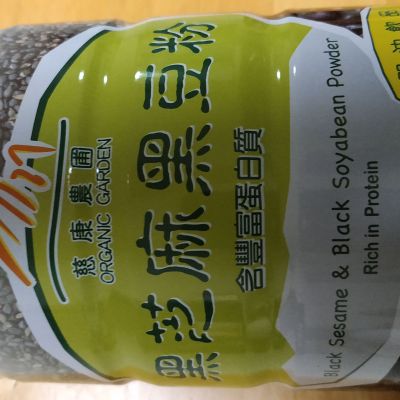 慈康農圃
ORGANIC GARDEN
黑芝麻黑豆粉
含豐富蛋白質
Black Sesame & Black Soyabean Powder
Rich in Protein